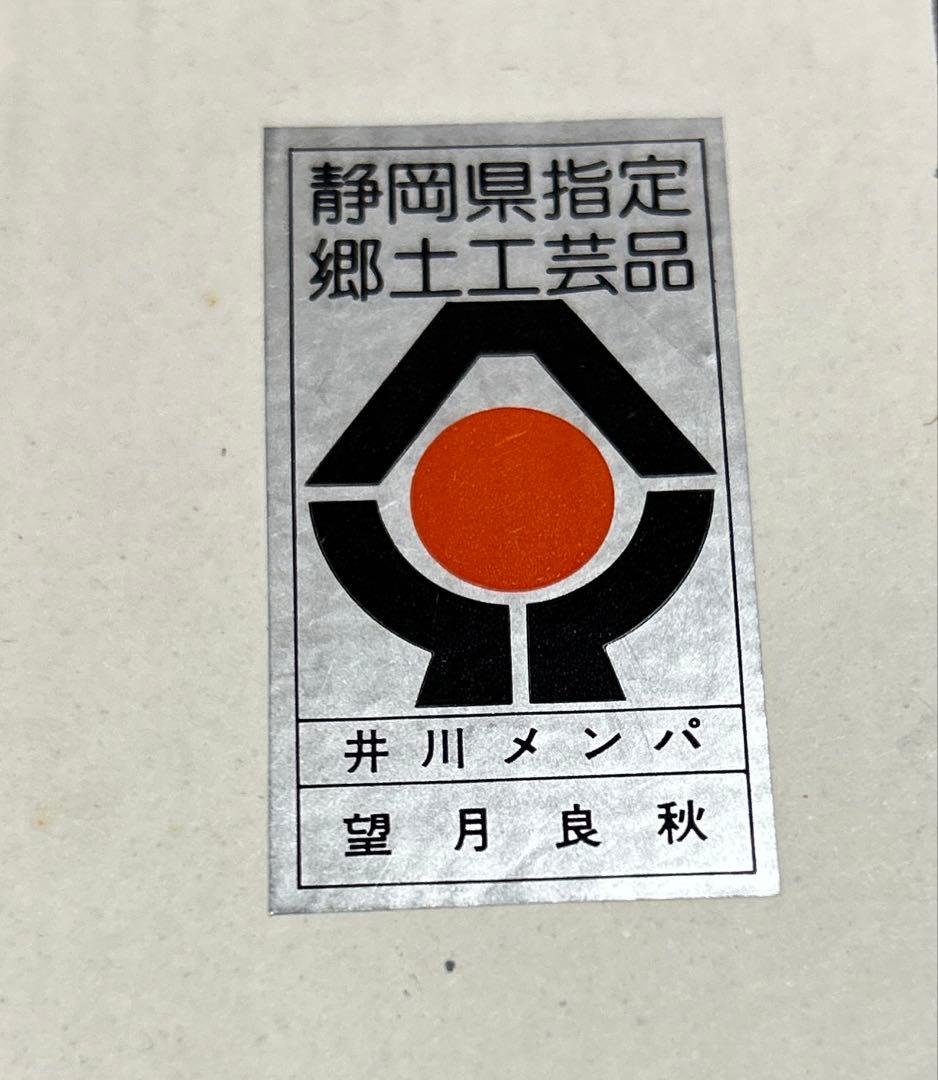 静岡県指定
郷土工芸品
井川メンパ
望月良秋